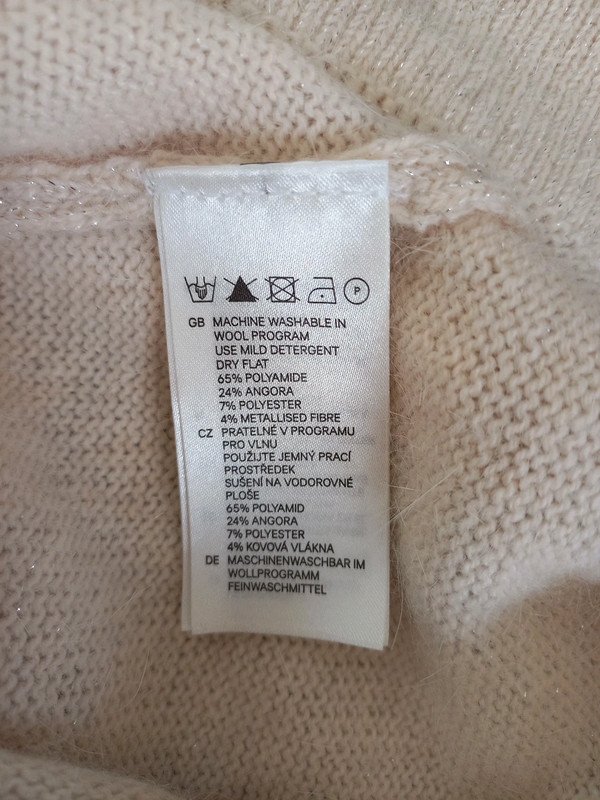 P
GB MACHINE WASHABLE IN
WOOL PROGRAM
USE MILD DETERGENT
DRY FLAT
65% POLYAMIDE
24% ANGORA
7% POLYESTER
4% METALLISED FIBRE
CZ PRATELNÉ V PROGRAMU
PRO VLNU
POUŽIJTE JEMNÝ PRACÍ
PROSTŘEDEK
SUŠENÍ NA VODOROVNÉ
PLOŠE
65% POLYAMID
24% ANGORA
7% POLYESTER
4% KOVOVÁ VLÁKNA
DE MASCHINENWASCHBAR IM
WOLLPROGRAMM
FEINWASCHMITTEL